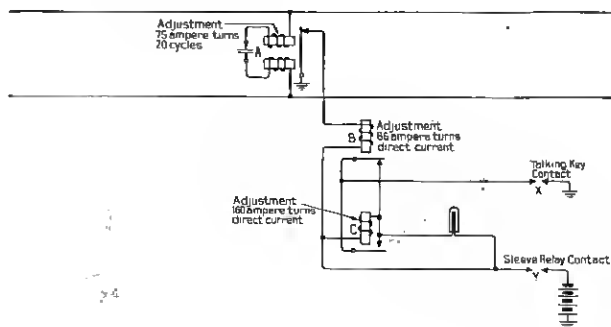 Adjustment
75 ampere turns
20 cycles
A
Adjustment
86 ampere turns
direct current
B
Talking Key
Contact
X
Adjustment
160 ampere turns
direct current
C
Sleeve Relay Contact
Y